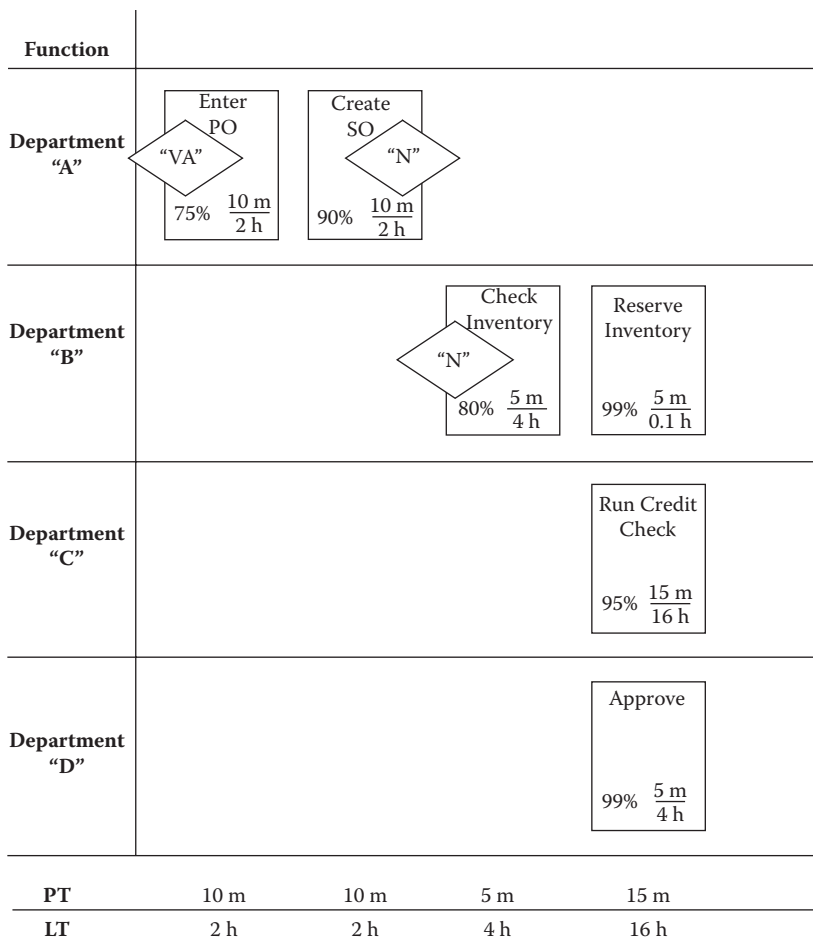 Function
Department
“A”
Enter
PO
“VA”
75% 10 m
2 h
Create
SO
“N”
90% 10 m
2 h
Department
“B”
Check
Inventory
“N”
80% 5 m
4 h
Reserve
Inventory
99% 5 m
0.1 h
Department
“C”
Run Credit
Check
95% 15 m
16 h
Department
“D”
Approve
99% 5 m
4 h
PT 10 m 10 m 5 m 15 m
LT 2 h 2 h 4 h 16 h